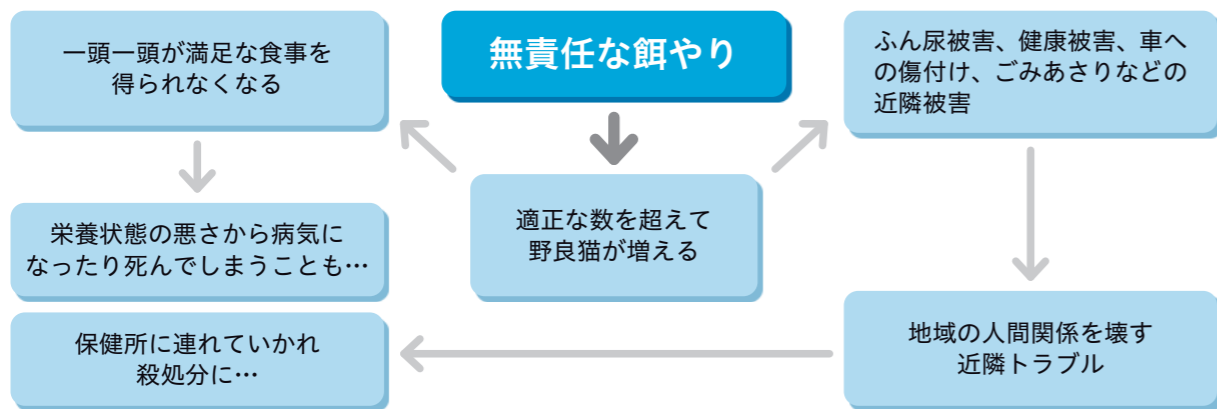 無責任な餌やり
適正な数を超えて
野良猫が増える
一頭一頭が満足な食事を
得られなくなる
栄養状態の悪さから病気に
なったり死んでしまうことも…
ふん尿被害、健康被害、車へ
の傷付け、ごみあさりなどの
近隣被害
地域の人間関係を壊す
近隣トラブル
保健所に連れていかれ
殺処分に…